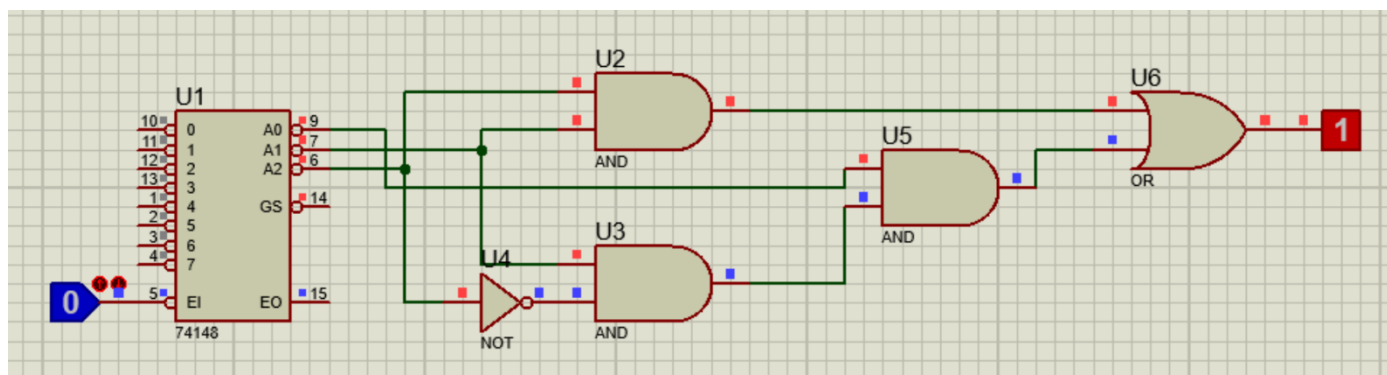 U1
10 0 A0 9
11 1 A1 7
12 2 A2 6
13 3
1 4 GS 14
2 5
3 6
4 7
0 5 EI EO 15
74148
U2
AND
U4
NOT
U3
AND
U5
AND
U6
OR
1